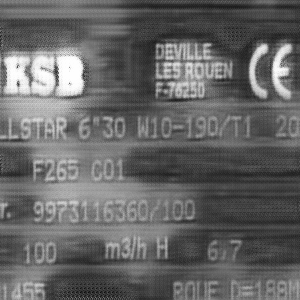 KSB
DEVILLE
LES ROUEN
F-76250
CE
LLSTAR 6"30 W10-190/T1 20
F265 C01
r. 9973116360/100
100 m3/h H 6,7
1455 ROUE D=188M